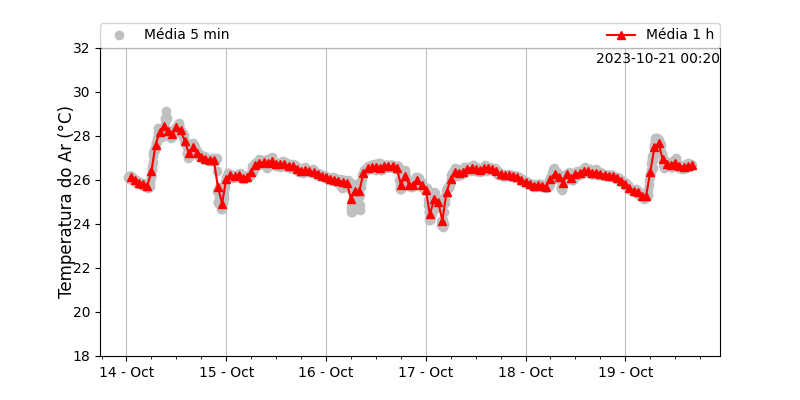 Média 5 min
Média 1 h
2023-10-21 00:20
Temperatura do Ar (°C)
32
30
28
26
24
22
20
18
14 - Oct
15 - Oct
16 - Oct
17 - Oct
18 - Oct
19 - Oct